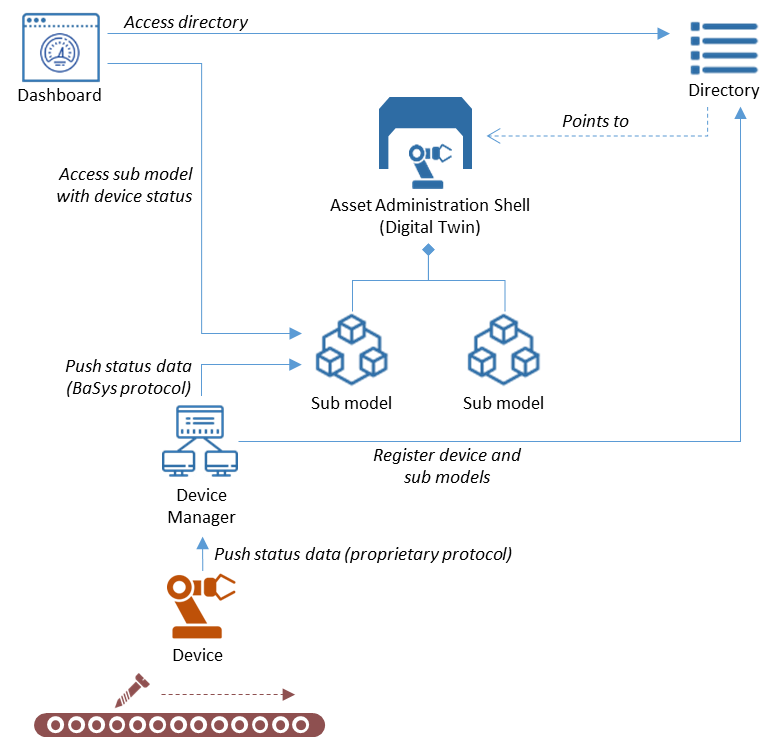 Access directory
Dashboard
Directory
Points to
Access sub model
with device status
Asset Administration Shell
(Digital Twin)
Push status data
(BaSys protocol)
Sub model
Sub model
Register device and
sub models
Device
Manager
Push status data (proprietary protocol)
Device